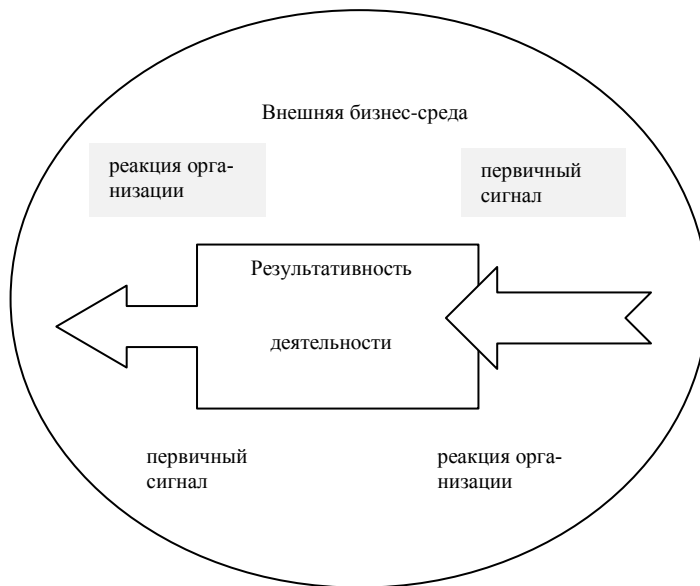 Внешняя бизнес-среда
реакция орга-
низации
первичный
сигнал
Результативность
деятельности
первичный
сигнал
реакция орга-
низации